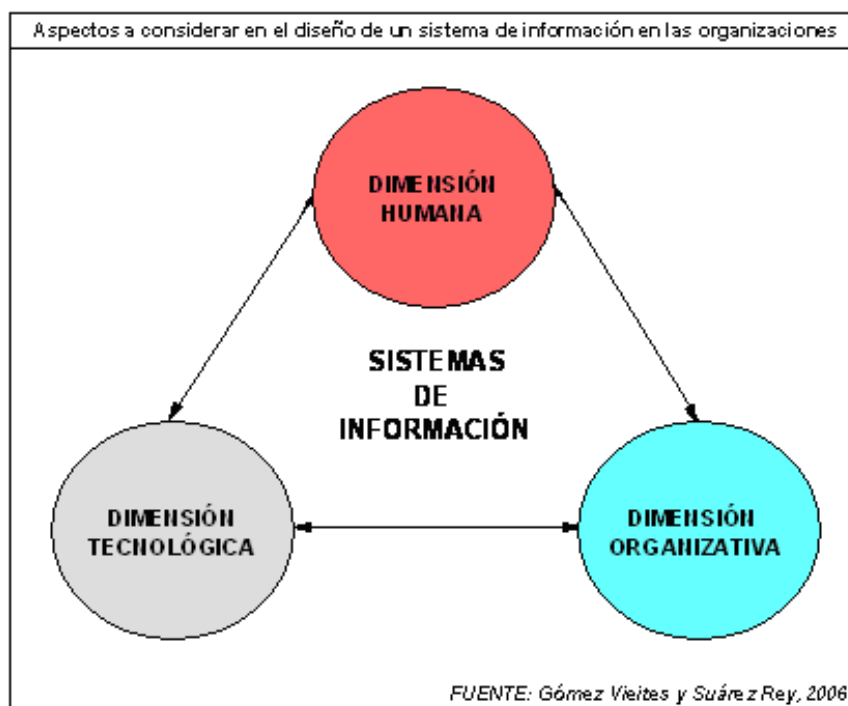 Aspectos a considerar en el diseño de un sistema de información en las organizaciones
DIMENSIÓN
HUMANA
SISTEMAS
DE
INFORMACIÓN
DIMENSIÓN
TECNOLÓGICA
DIMENSIÓN
ORGANIZATIVA
FUENTE: Gómez Vieites y Suárez Rey, 2006